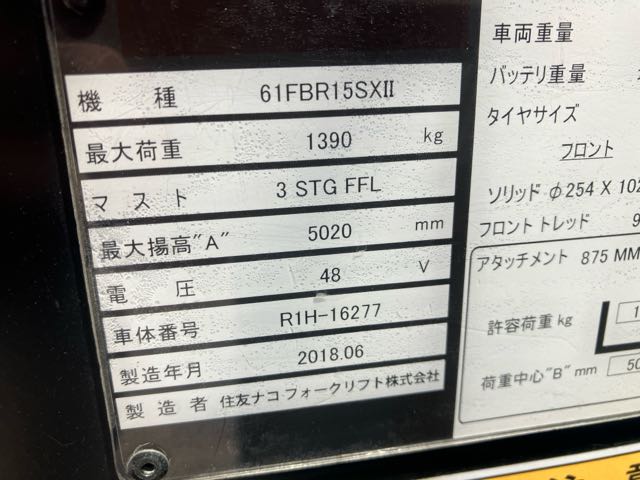 機 種 61FBR15SXII
最大荷重 1390 kg
マ ス ト 3 STG FFL
最大揚高"A" 5020 mm
電 圧 48 V
車体番号 R1H-16277
製造年月 2018.06
製 造 者 住友ナコ・フォークリフト株式会社
車両重量
バッテリ重量
タイヤサイズ
フロント
ソリッド φ254 X 102
フロント トレッド 9
アタッチメント 875 MM
許容荷重 kg 1
荷重中心"B" mm 50